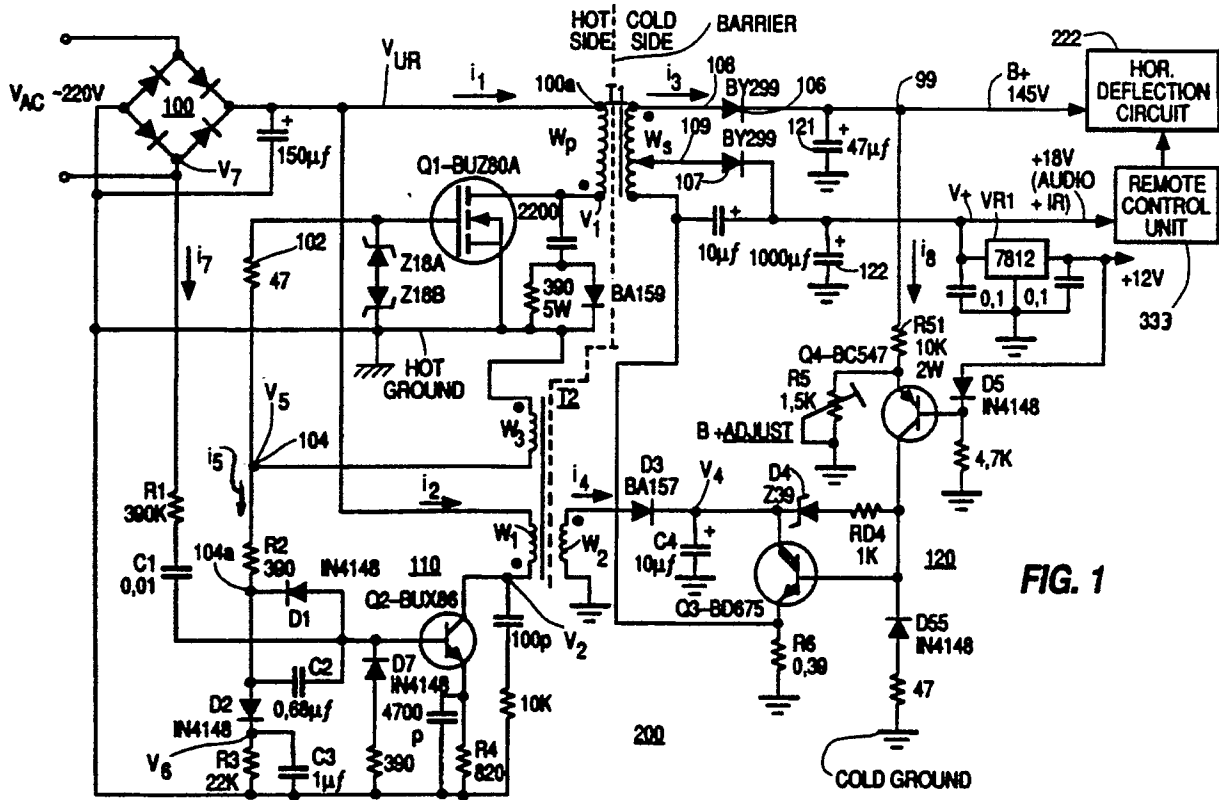 HOT SIDE
COLD SIDE
BARRIER
222
HOR. DEFLECTION CIRCUIT
B+ 145V
99
REMOTE CONTROL UNIT
333
+18V (AUDIO + IR)
V+
VR1
7812
+12V
0,1
0,1
VAC ~220V
100
V7
150μf
VUR
i1
100a
T1
i3
108
BY299
106
109
BY299
107
121
47μf
Wp
Ws
V1
Q1-BUZ80A
2200
10μf
1000μf
122
i8
i7
102
47
Z18A
Z18B
390 5W
BA159
HOT GROUND
R51 10K 2W
Q4-BC547
R5 1,5K
B +ADJUST
D5 IN4148
4,7K
V5
104
i5
T2
W3
R1 390K
i2
i4
D3 BA157
V4
D4 Z39
RD4 1K
C4 10μf
W1
W2
120
104a
R2 390
IN4148
D1
110
C1 0,01
Q2-BUX86
Q3-BD675
FIG. 1
100p
V2
D55 IN4148
C2 0,68μf
D7 IN4148
D2 IN4148
4700 p
10K
R6 0,39
47
V6
R3 22K
C3 1μf
390
R4 820
200
COLD GROUND